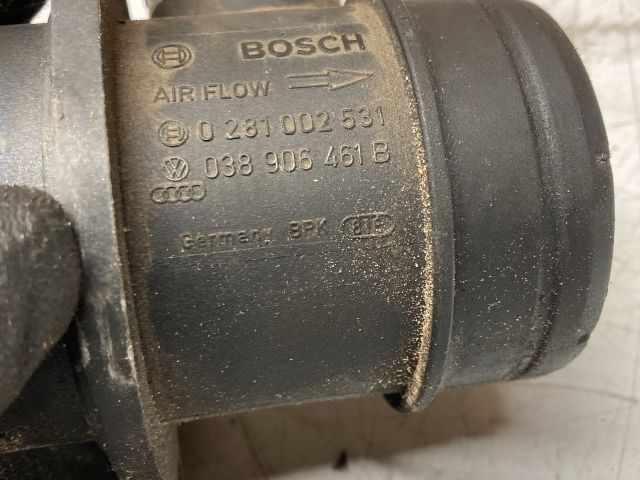 BOSCH
AIR FLOW
0 281 002 531
038 906 461 B
Germany BPK